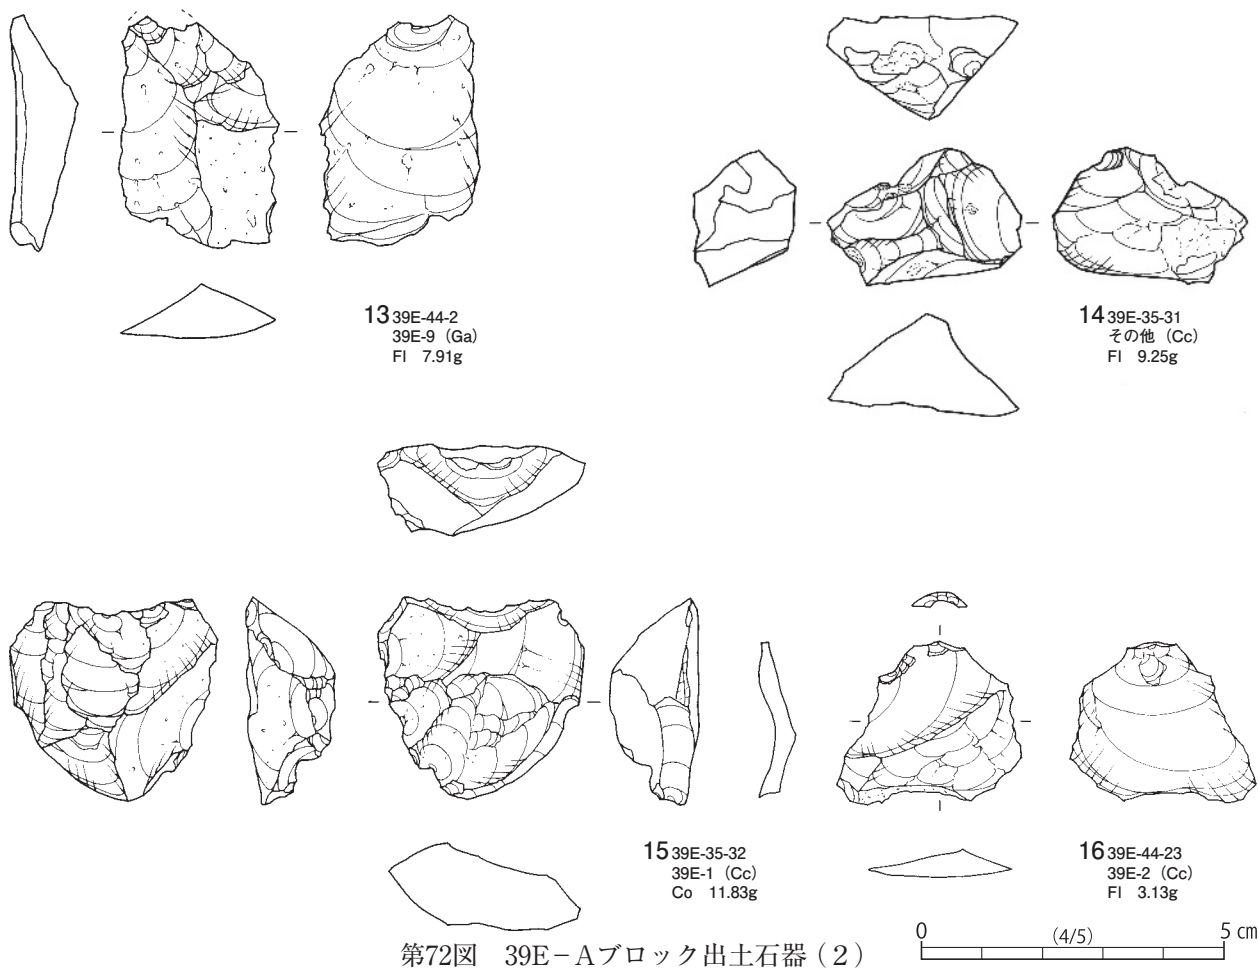 13 39E-44-2
39E-9（Ga）
Fl 7.91g
14 39E-35-31
その他（Cc）
Fl 9.25g
15 39E-35-32
39E-1（Cc）
Co 11.83g
16 39E-44-23
39E-2（Cc）
Fl 3.13g
0 (4/5) 5 cm
第72図　39E－Aブロック出土石器（2）